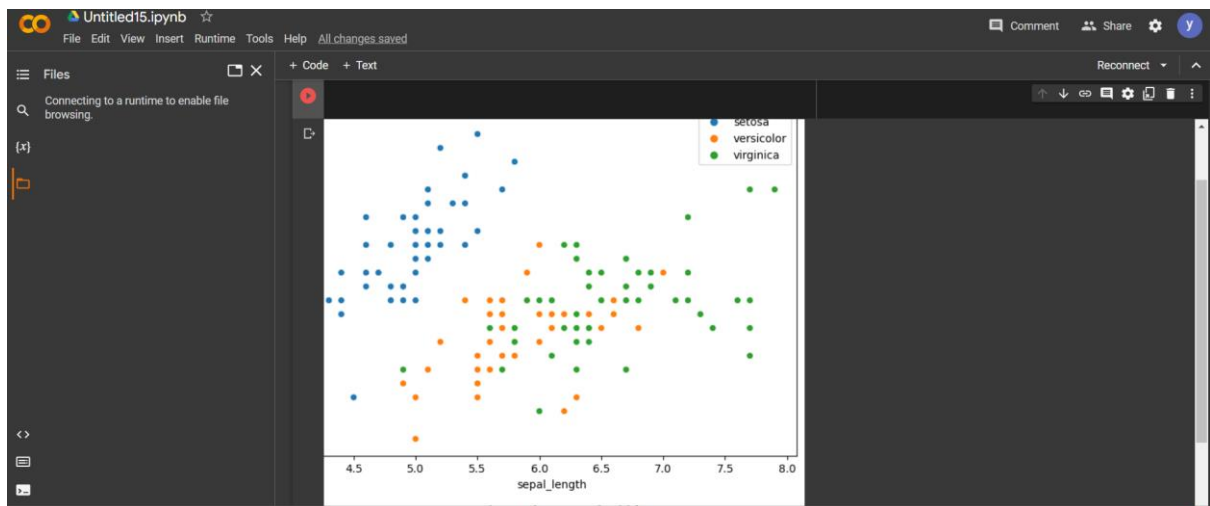 Untitled15.ipynb
Comment
Share
y
File Edit View Insert Runtime Tools Help All changes saved
Files
+ Code + Text
Reconnect
Connecting to a runtime to enable file
browsing.
{x}
setosa
versicolor
virginica
4.5 5.0 5.5 6.0 6.5 7.0 7.5 8.0
sepal_length